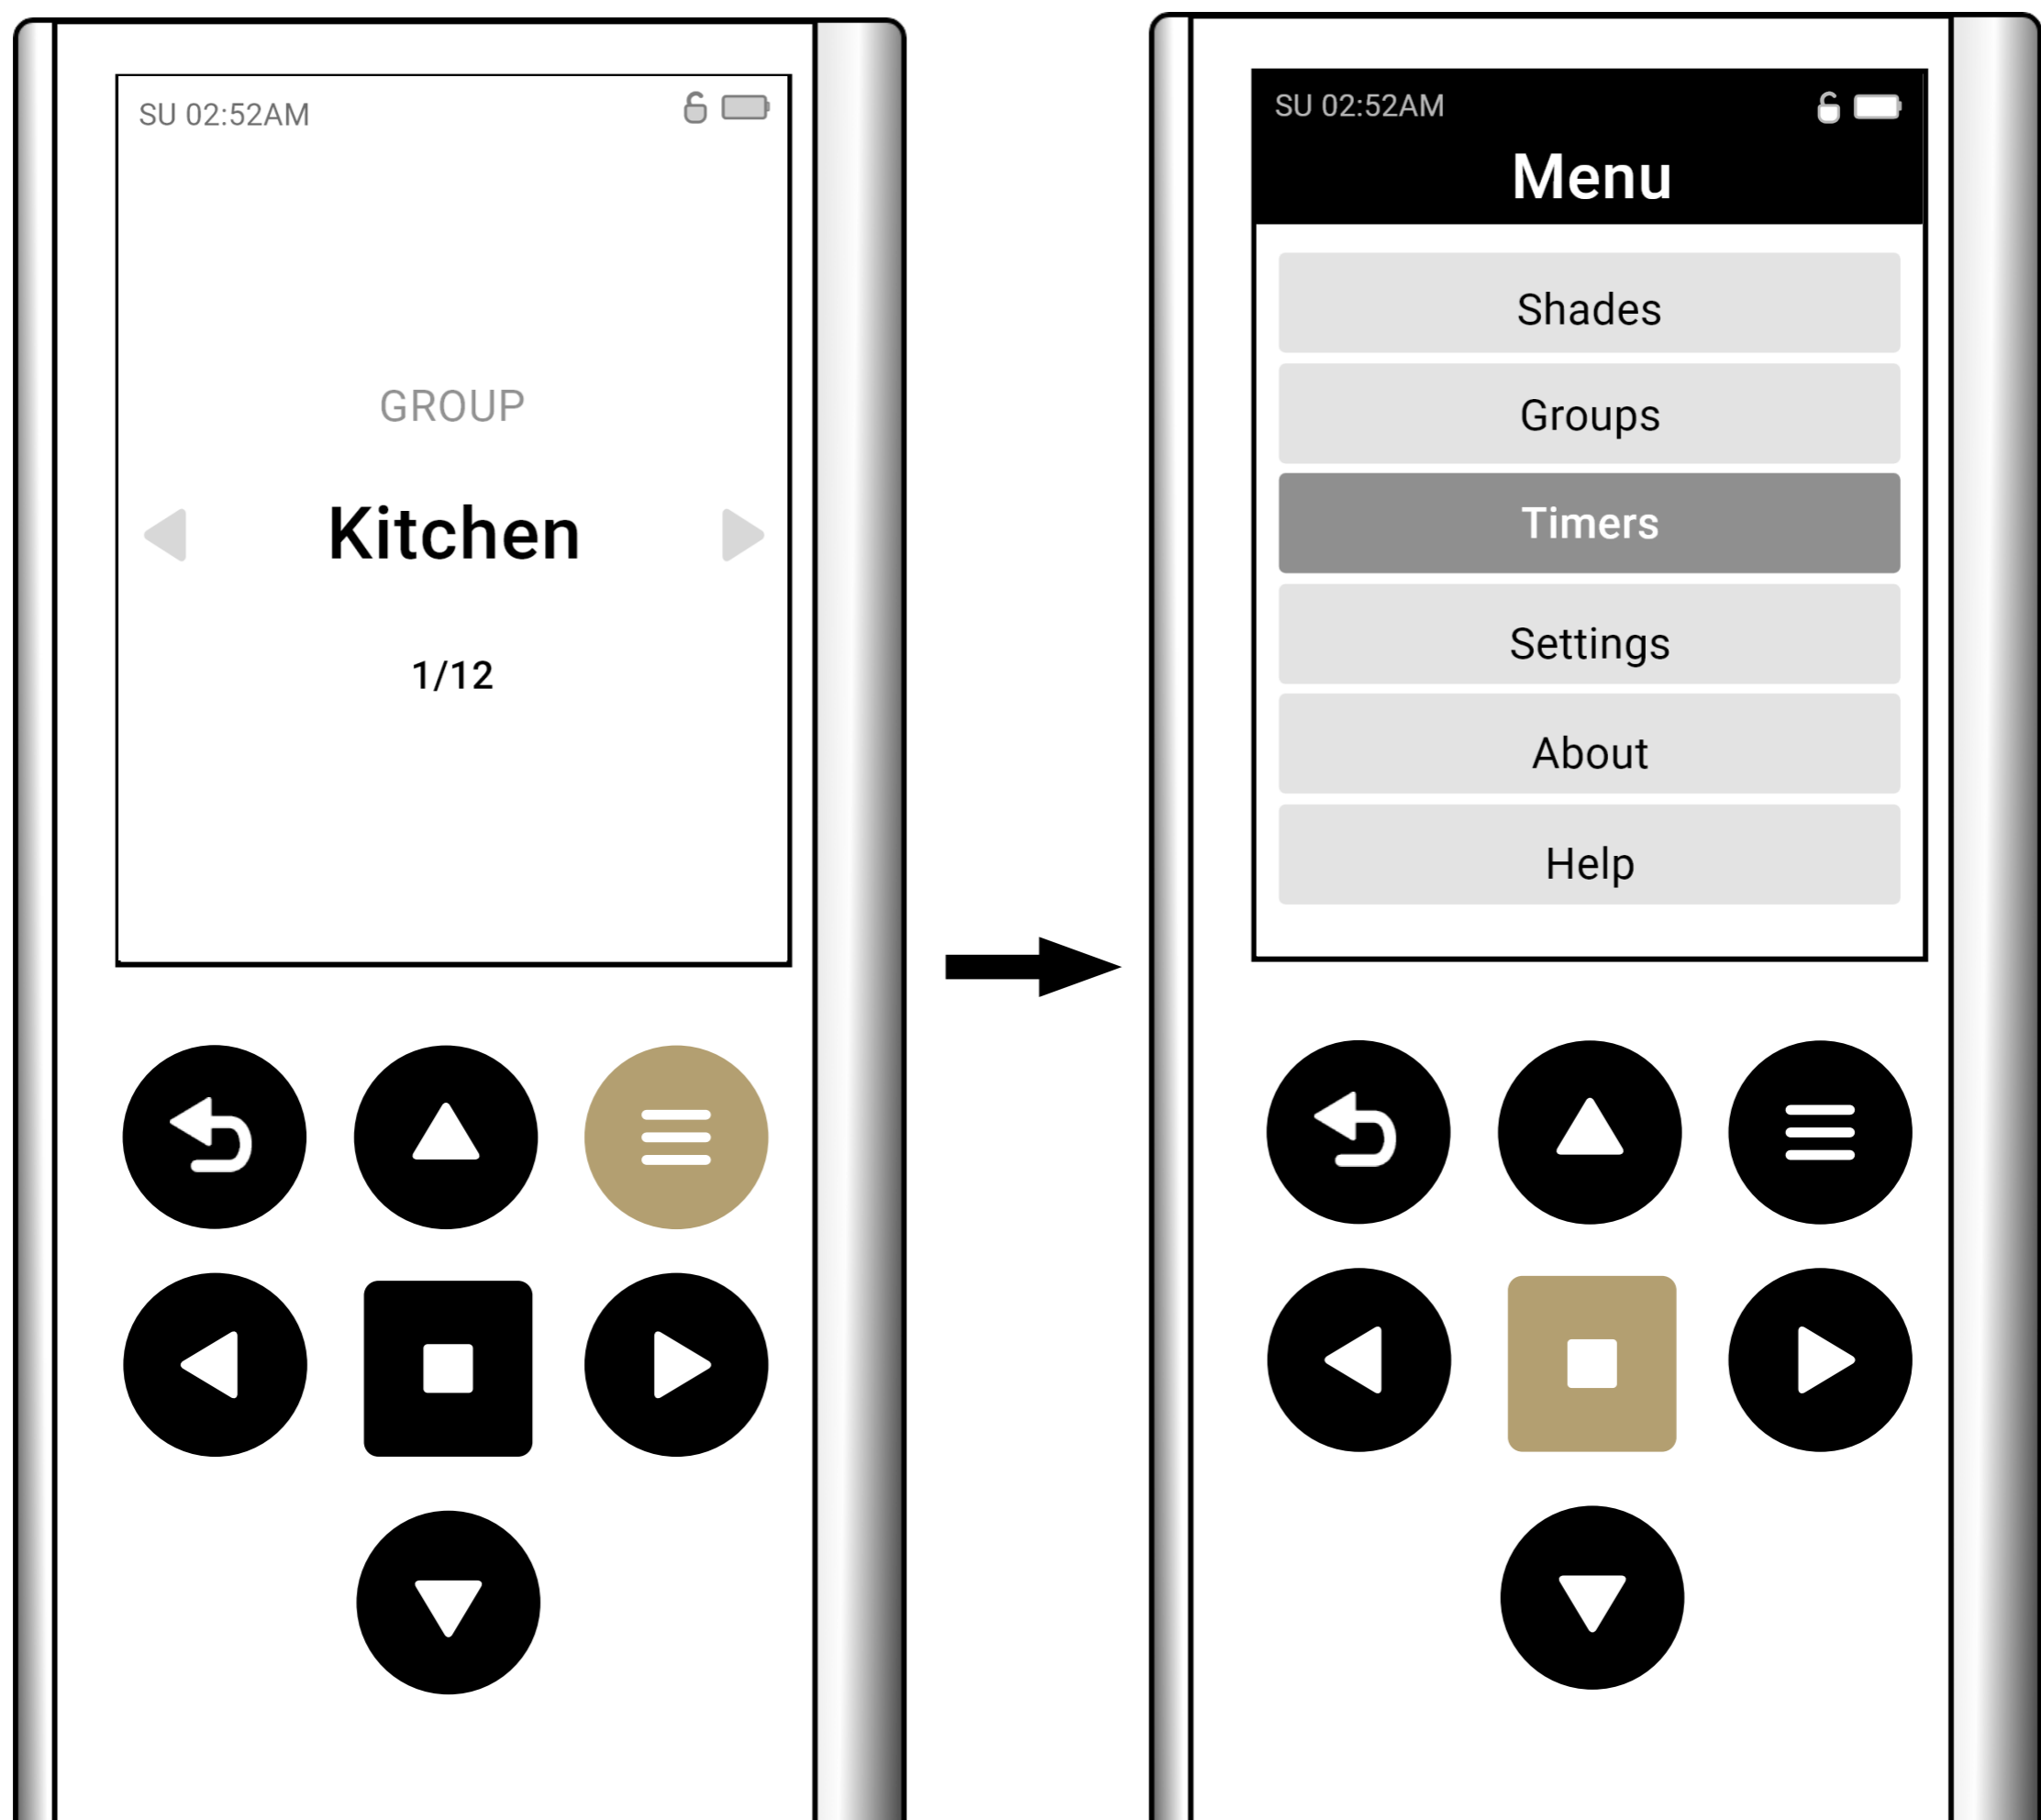 SU 02:52AM
GROUP
Kitchen
1/12
SU 02:52AM
Menu
Shades
Groups
Timers
Settings
About
Help